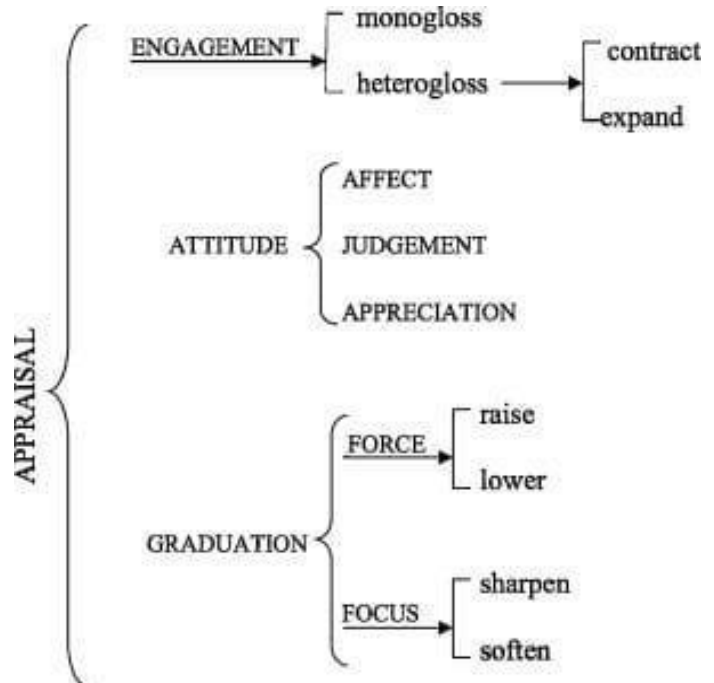 monogloss
ENGAGEMENT
heterogloss
contract
expand
AFFECT
ATTITUDE
JUDGEMENT
APPRECIATION
APPRAISAL
raise
FORCE
lower
GRADUATION
sharpen
FOCUS
soften